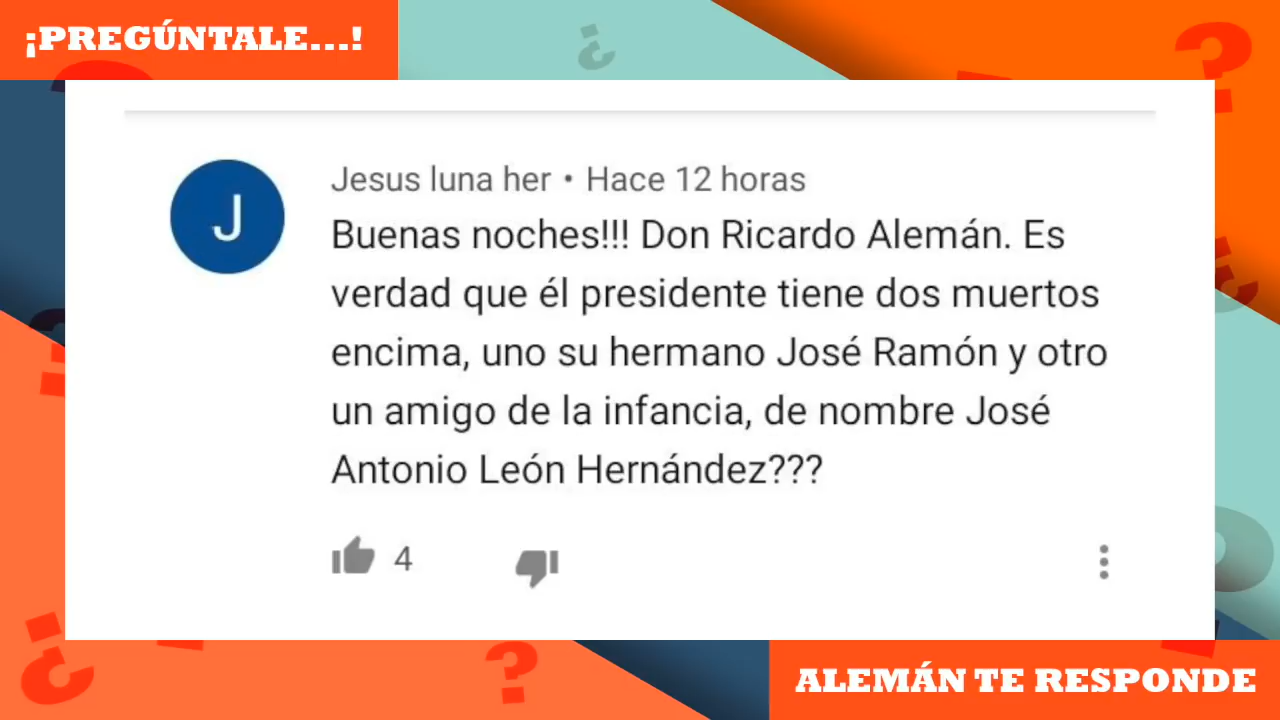 ¡PREGÚNTALE...!
J
Jesus luna her • Hace 12 horas
Buenas noches!!! Don Ricardo Alemán. Es
verdad que él presidente tiene dos muertos
encima, uno su hermano José Ramón y otro
un amigo de la infancia, de nombre José
Antonio León Hernández???
4
ALEMÁN TE RESPONDE